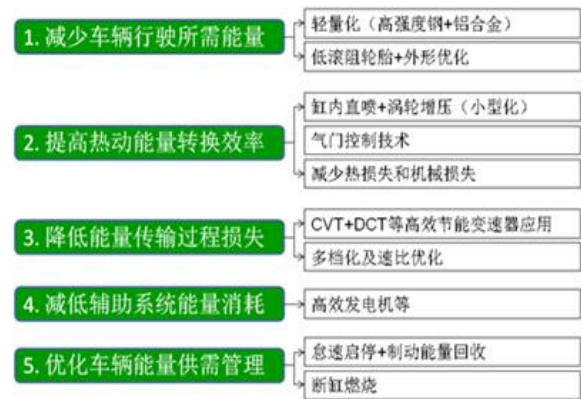 1. 减少车辆行驶所需能量
轻量化（高强度钢+铝合金）
低滚阻轮胎+外形优化
2. 提高热动能量转换效率
缸内直喷+涡轮增压（小型化）
气门控制技术
减少热损失和机械损失
3. 降低能量传输过程损失
CVT+DCT等高效节能变速器应用
多档化及速比优化
4. 减低辅助系统能量消耗
高效发电机等
5. 优化车辆能量供需管理
怠速启停+制动能量回收
断缸燃烧